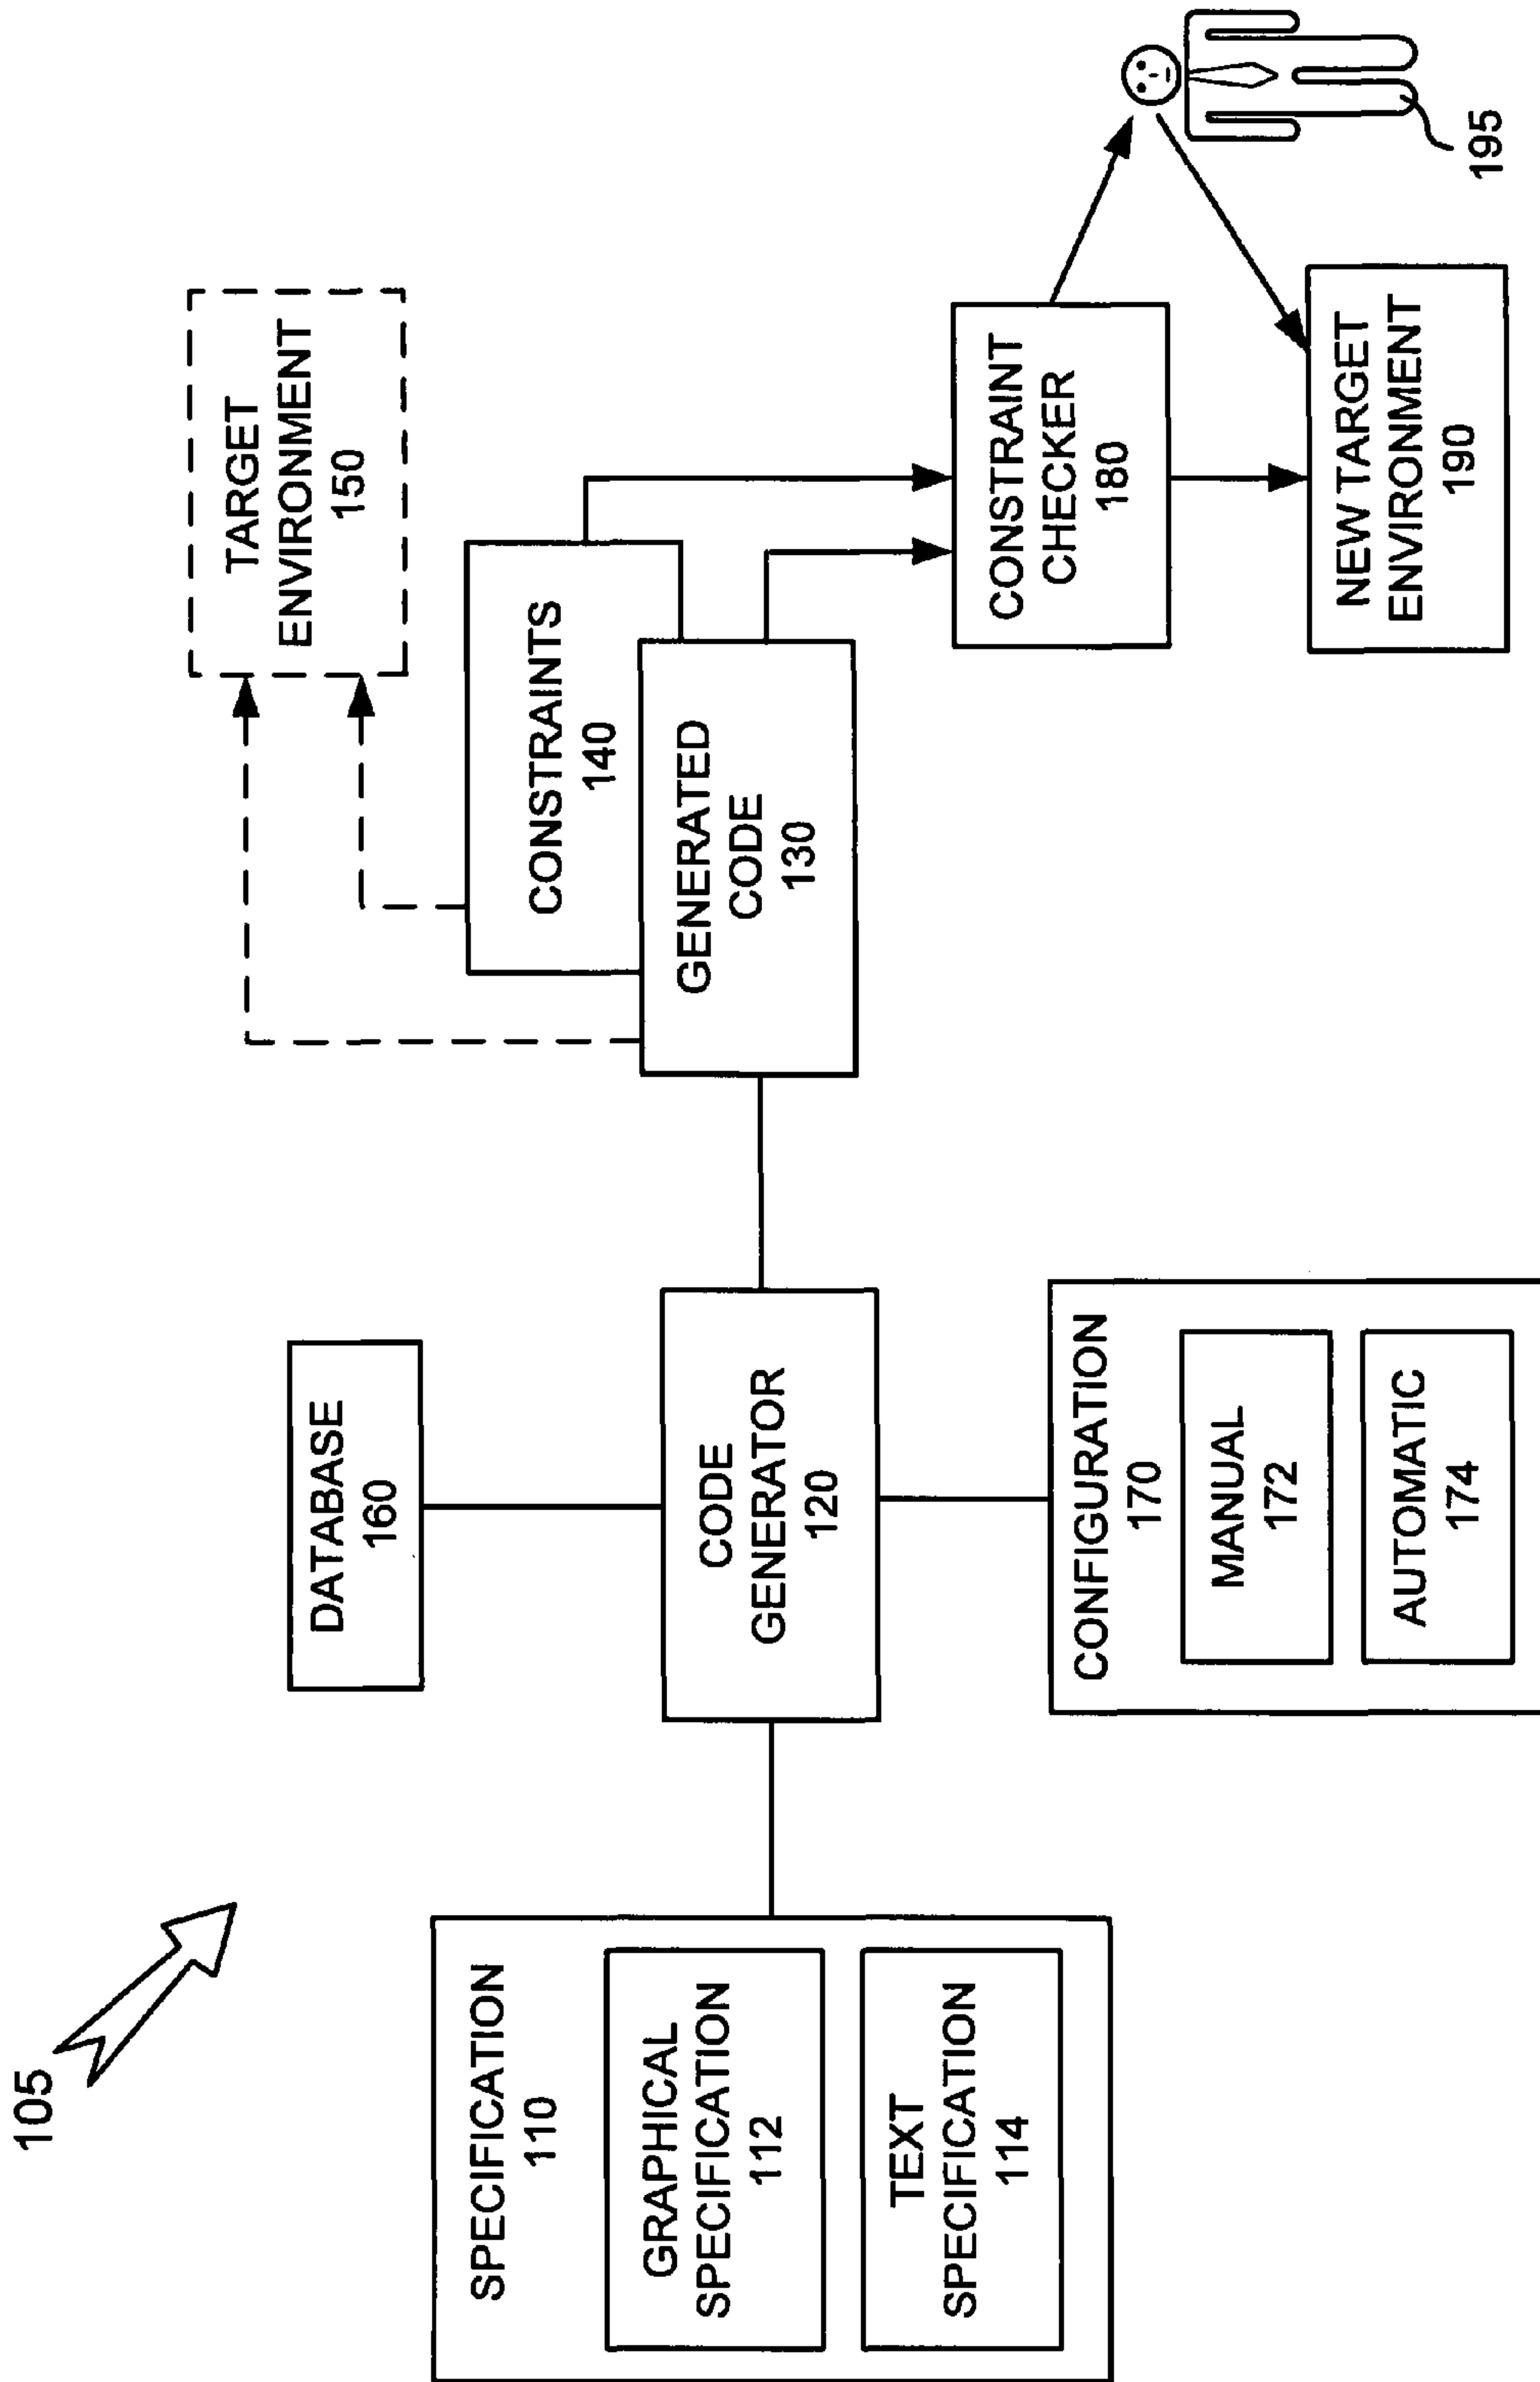 105
SPECIFICATION
110
GRAPHICAL
SPECIFICATION
112
TEXT
SPECIFICATION
114
DATABASE
160
CODE
GENERATOR
120
CONFIGURATION
170
MANUAL
172
AUTOMATIC
174
TARGET
ENVIRONMENT
150
CONSTRAINTS
140
GENERATED
CODE
130
CONSTRAINT
CHECKER
180
NEW TARGET
ENVIRONMENT
190
195